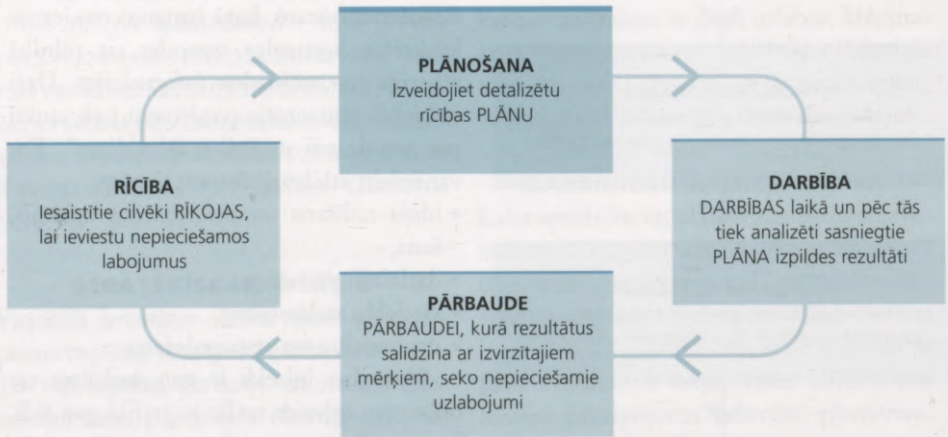 PLĀNOŠANA
Izveidojiet detalizētu
rīcības PLĀNU
DARBĪBA
DARBĪBAS laikā un pēc tās
tiek analizēti sasniegtie
PLĀNA izpildes rezultāti
PĀRBAUDE
PĀRBAUDEI, kurā rezultātus
salīdzina ar izvirzītajiem
mērķiem, seko nepieciešamie
uzlabojumi
RĪCĪBA
Iesaistītie cilvēki RĪKOJAS,
lai ieviestu nepieciešamos
labojumus